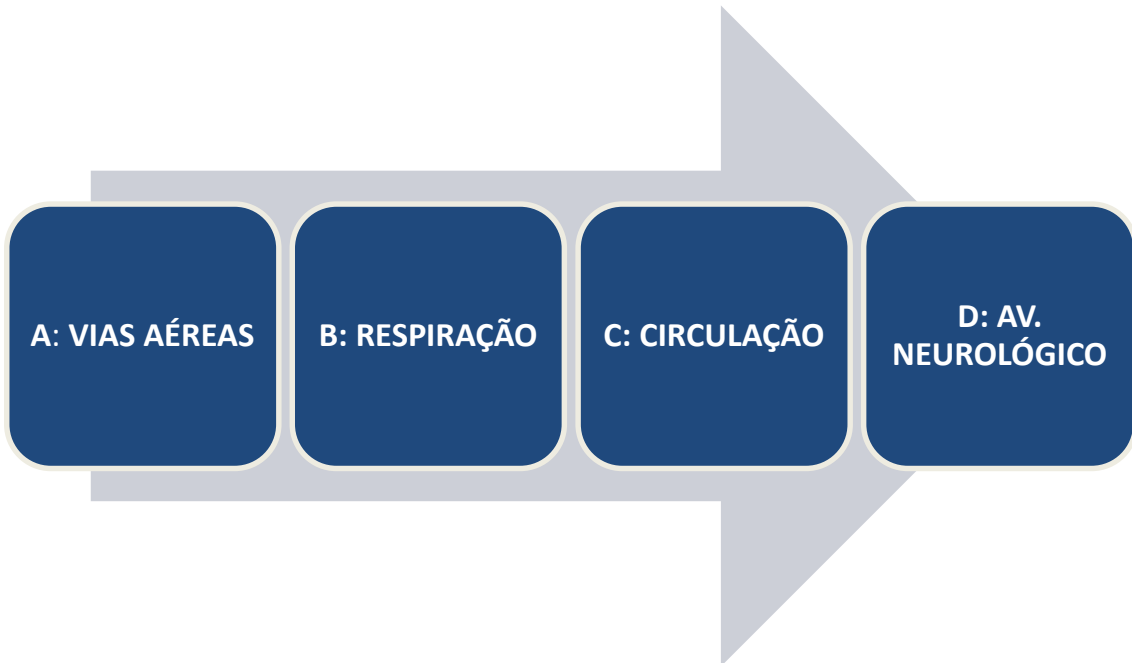 A: VIAS AÉREAS
B: RESPIRAÇÃO
C: CIRCULAÇÃO
D: AV.
NEUROLÓGICO